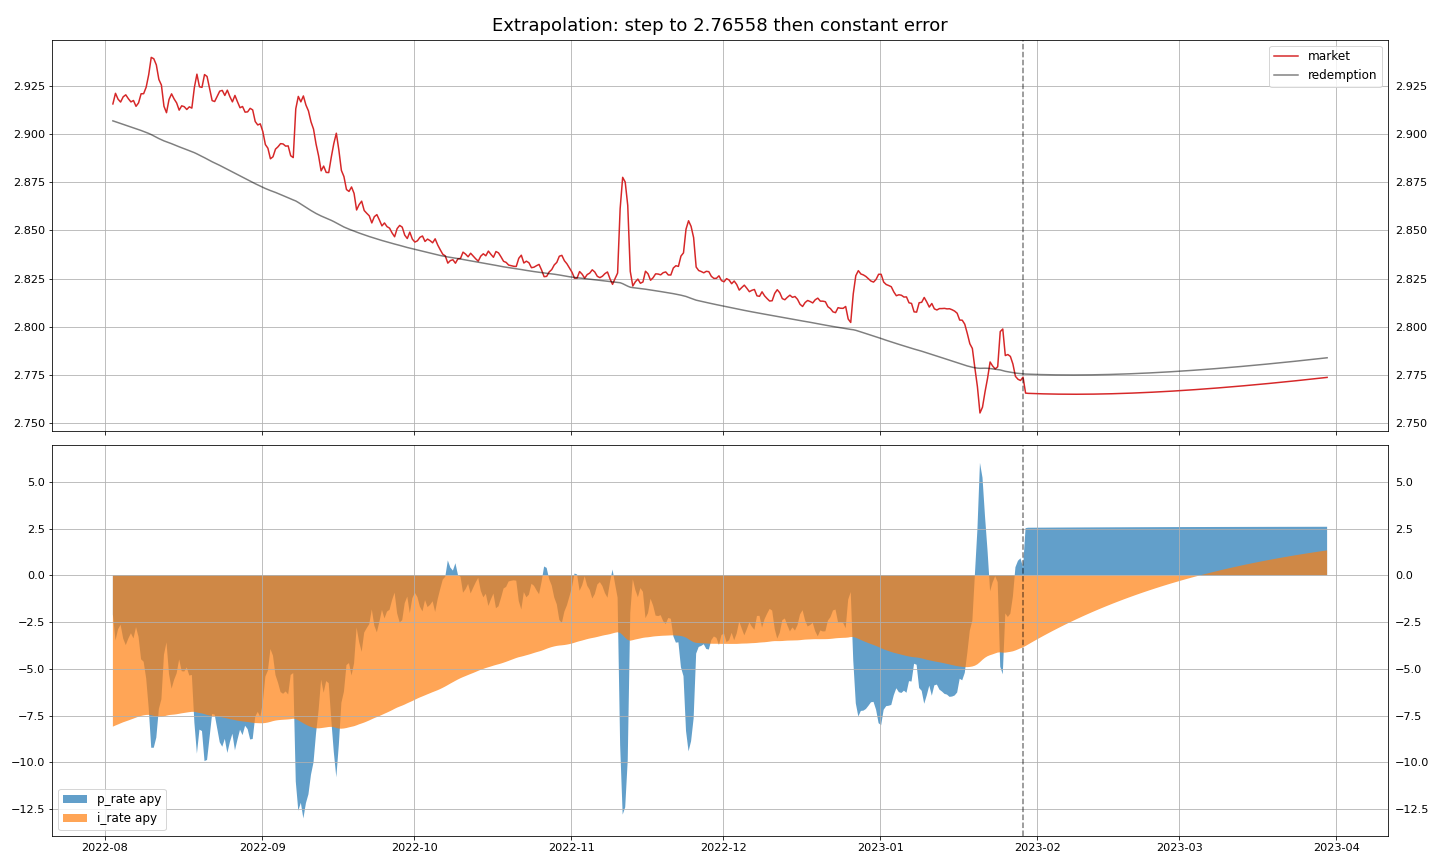 Extrapolation: step to 2.76558 then constant error
market
redemption
2.925 2.925
2.900 2.900
2.875 2.875
2.850 2.850
2.825 2.825
2.800 2.800
2.775 2.775
2.750 2.750
5.0 5.0
2.5 2.5
0.0 0.0
−2.5 −2.5
−5.0 −5.0
−7.5 −7.5
−10.0 −10.0
−12.5 −12.5
p_rate apy
i_rate apy
2022-08 2022-09 2022-10 2022-11 2022-12 2023-01 2023-02 2023-03 2023-04